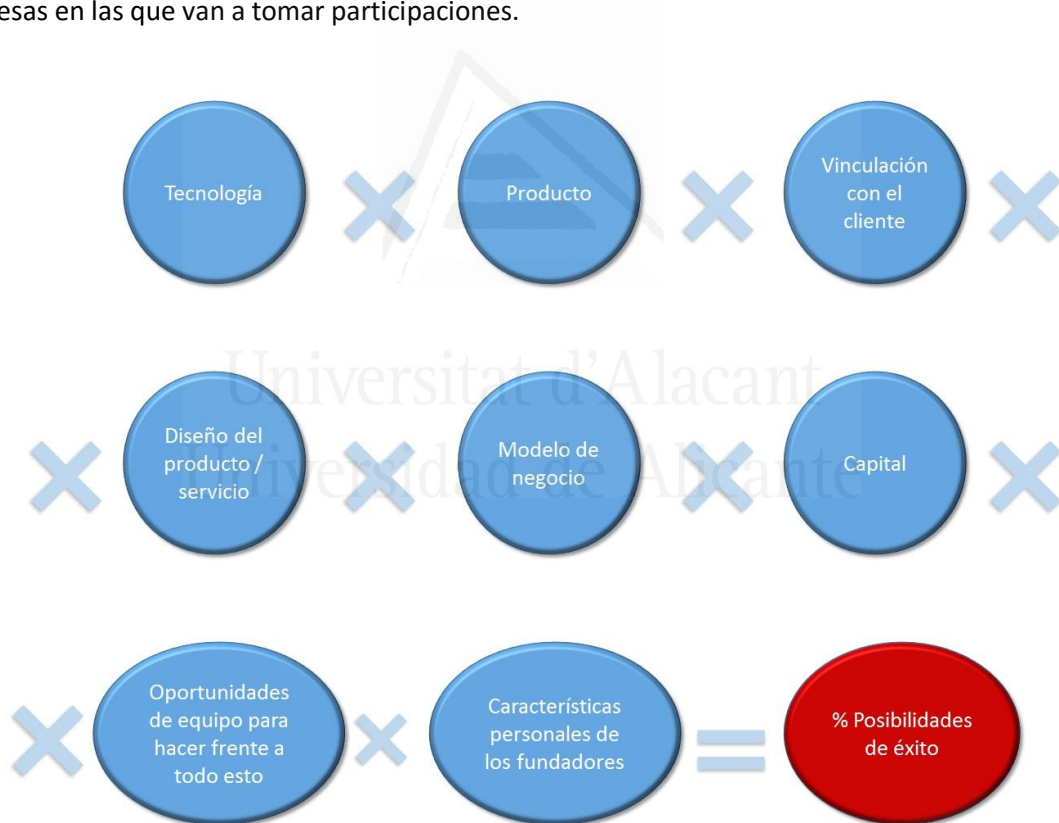 esas en las que van a tomar participaciones.
Tecnología
Producto
Vinculación
con el
cliente
Universitat d'Alacant
Universidad de Alicante
Diseño del
producto /
servicio
Modelo de
negocio
Capital
Oportunidades
de equipo para
hacer frente a
todo esto
Características
personales de
los fundadores
% Posibilidades
de éxito